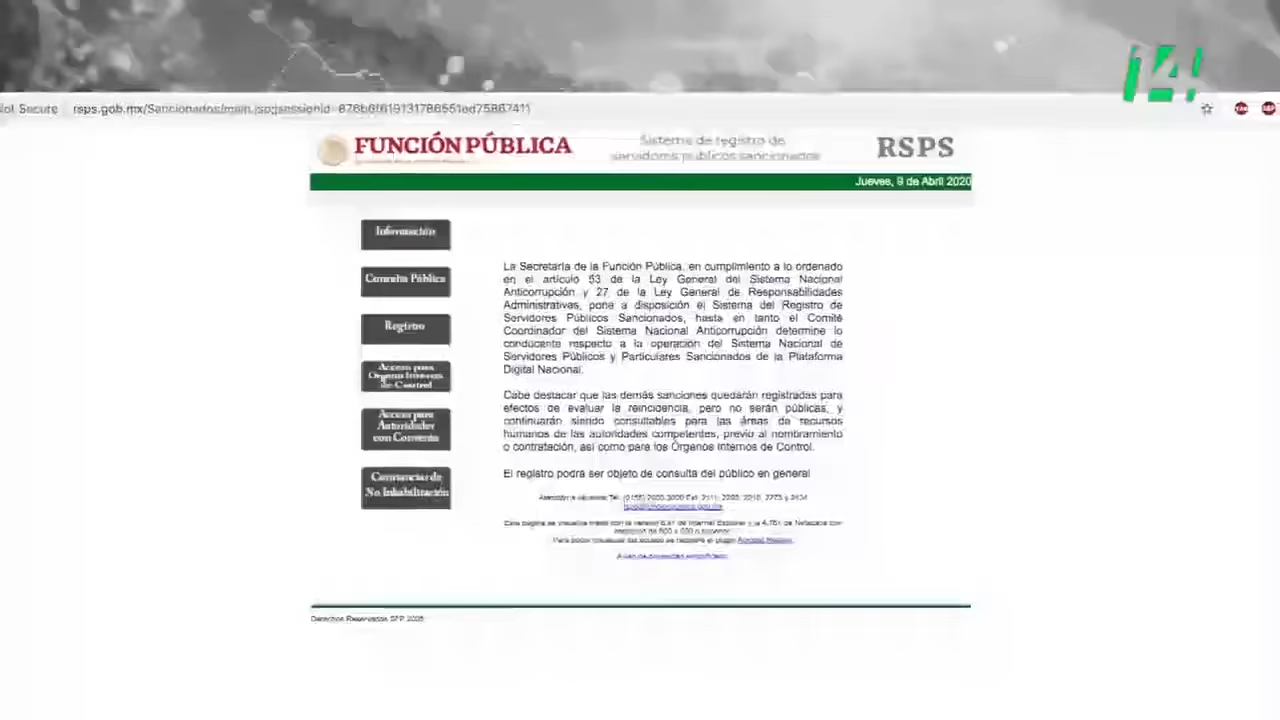 14
Not Secure
rsps.gob.mx/Sancionados/main.jsp;jsessionid=
FUNCIÓN PÚBLICA
Sistema de registro de
servidores públicos sancionados
RSPS
Jueves, 9 de Abril 2020
Información
Consulta Pública
Registro
Acceso para
Órganos Internos
de Control
Acceso para
Autoridades
con Convenio
Constancias de
No Inhabilitación
La Secretaría de la Función Pública, en cumplimiento a lo ordenado
en el artículo 53 de la Ley General del Sistema Nacional
Anticorrupción y 27 de la Ley General de Responsabilidades
Administrativas, pone a disposición el Sistema del Registro de
Servidores Públicos Sancionados, hasta en tanto el Comité
Coordinador del Sistema Nacional Anticorrupción determine lo
conducente respecto a la operación del Sistema Nacional de
Servidores Públicos y Particulares Sancionados de la Plataforma
Digital Nacional.
Cabe destacar que las demás sanciones quedarán registradas para
efectos de evaluar la reincidencia, pero no serán públicas, y
continuarán siendo consultables para las áreas de recursos
humanos de las autoridades competentes, previo al nombramiento
o contratación, así como para los Órganos Internos de Control.
El registro podrá ser objeto de consulta del público en general
Derechos Reservados SFP 2005